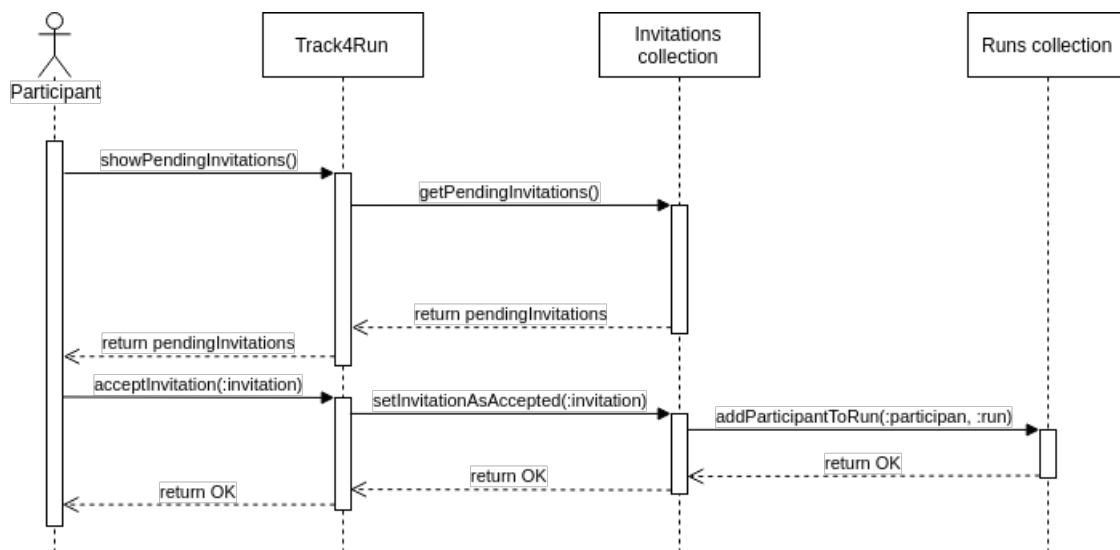 Track4Run
Invitations
collection
Runs collection
Participant
showPendingInvitations()
getPendingInvitations()
return pendingInvitations
return pendingInvitations
acceptInvitation(:invitation)
setInvitationAsAccepted(:invitation)
addParticipantToRun(:participan, :run)
return OK
return OK
return OK